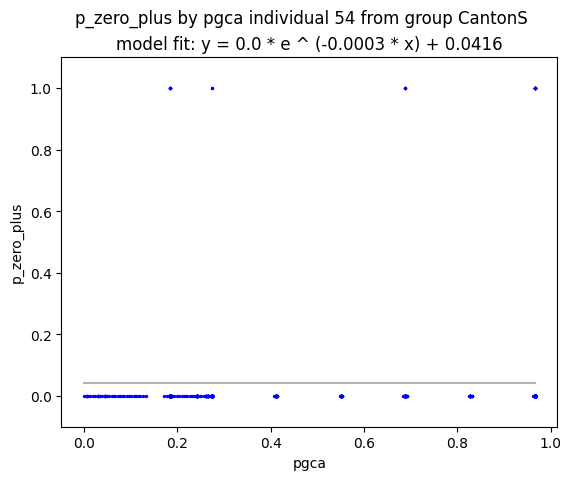 p_zero_plus by pgca individual 54 from group CantonS
model fit: y = 0.0 * e ^ (-0.0003 * x) + 0.0416
1.0
0.8
0.6
0.4
0.2
0.0
p_zero_plus
0.0 0.2 0.4 0.6 0.8 1.0
pgca